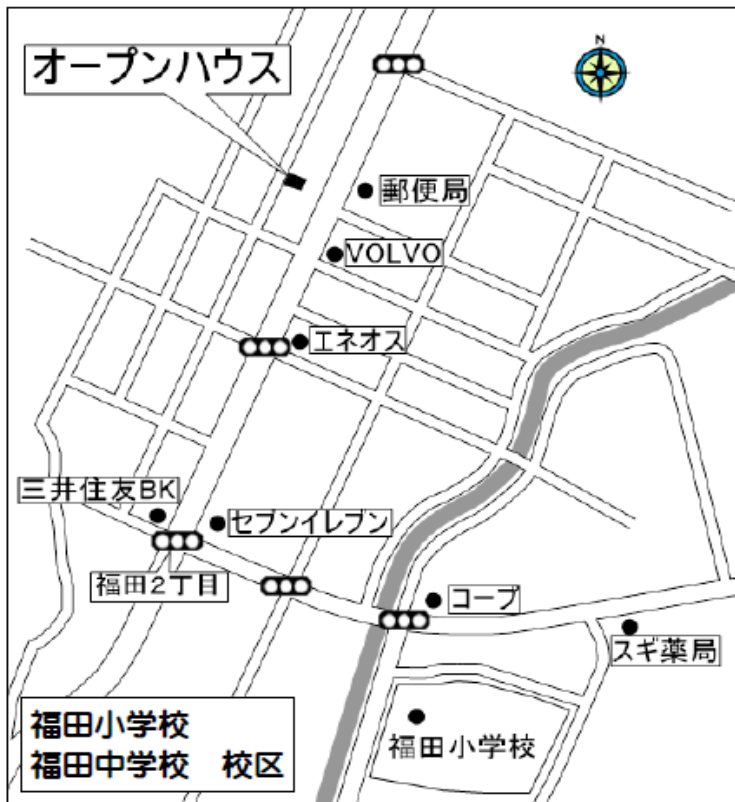 N
オープンハウス
郵便局
VOLVO
エネオス
三井住友BK
セブンイレブン
福田2丁目
コープ
スギ薬局
福田小学校
福田小学校
福田中学校　校区